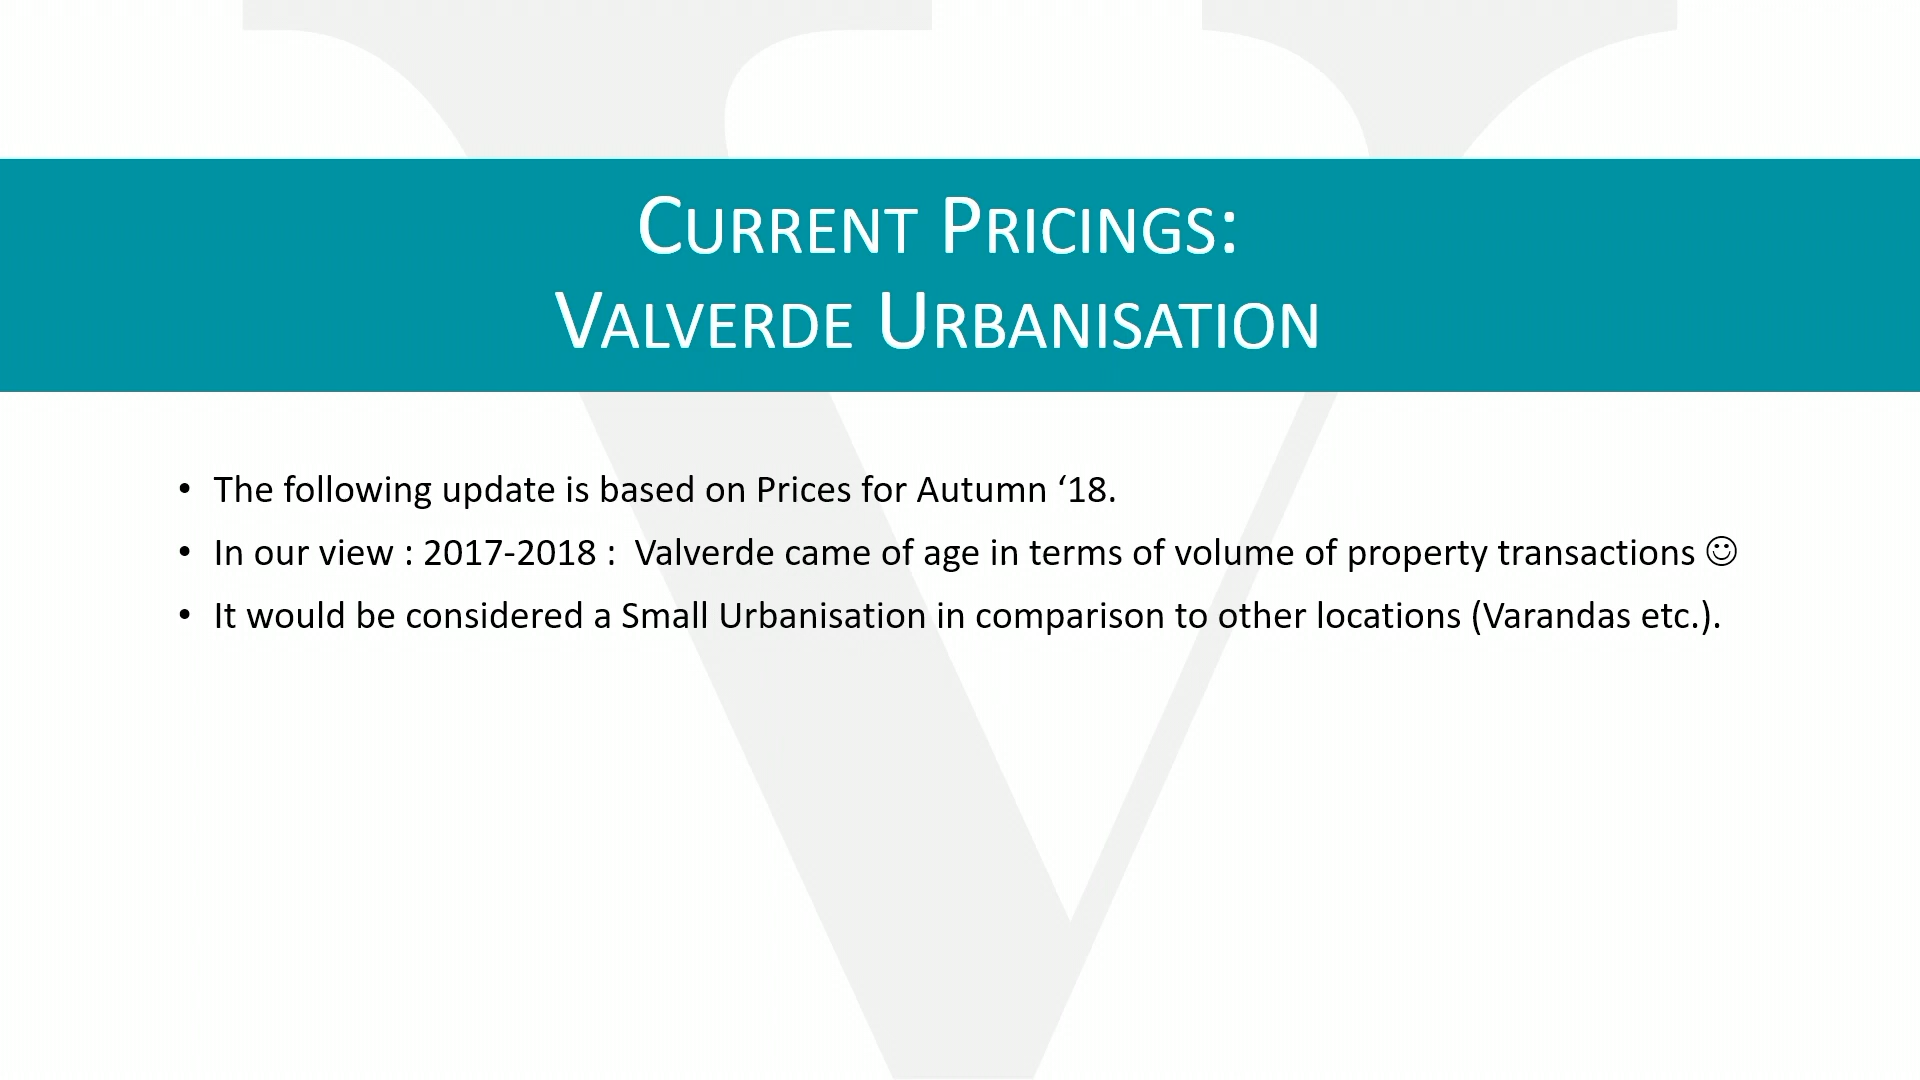 Current Pricings:
Valverde Urbanisation
• The following update is based on Prices for Autumn ‘18.
• In our view : 2017-2018 :  Valverde came of age in terms of volume of property transactions ☺
• It would be considered a Small Urbanisation in comparison to other locations (Varandas etc.).